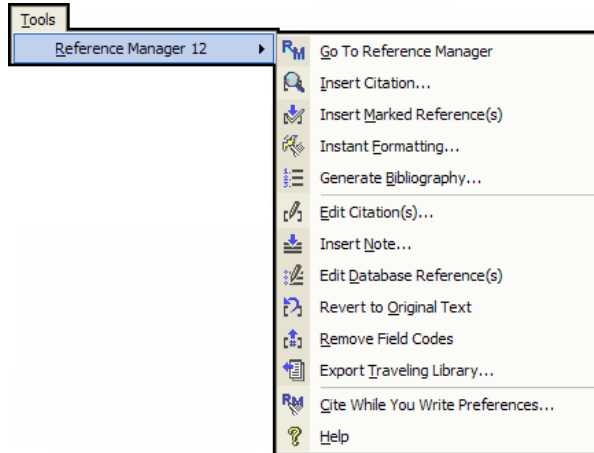 Tools
Reference Manager 12
RM Go To Reference Manager
Insert Citation...
Insert Marked Reference(s)
Instant Formatting...
Generate Bibliography...
Edit Citation(s)...
Insert Note...
Edit Database Reference(s)
Revert to Original Text
Remove Field Codes
Export Traveling Library...
RM Cite While You Write Preferences...
Help